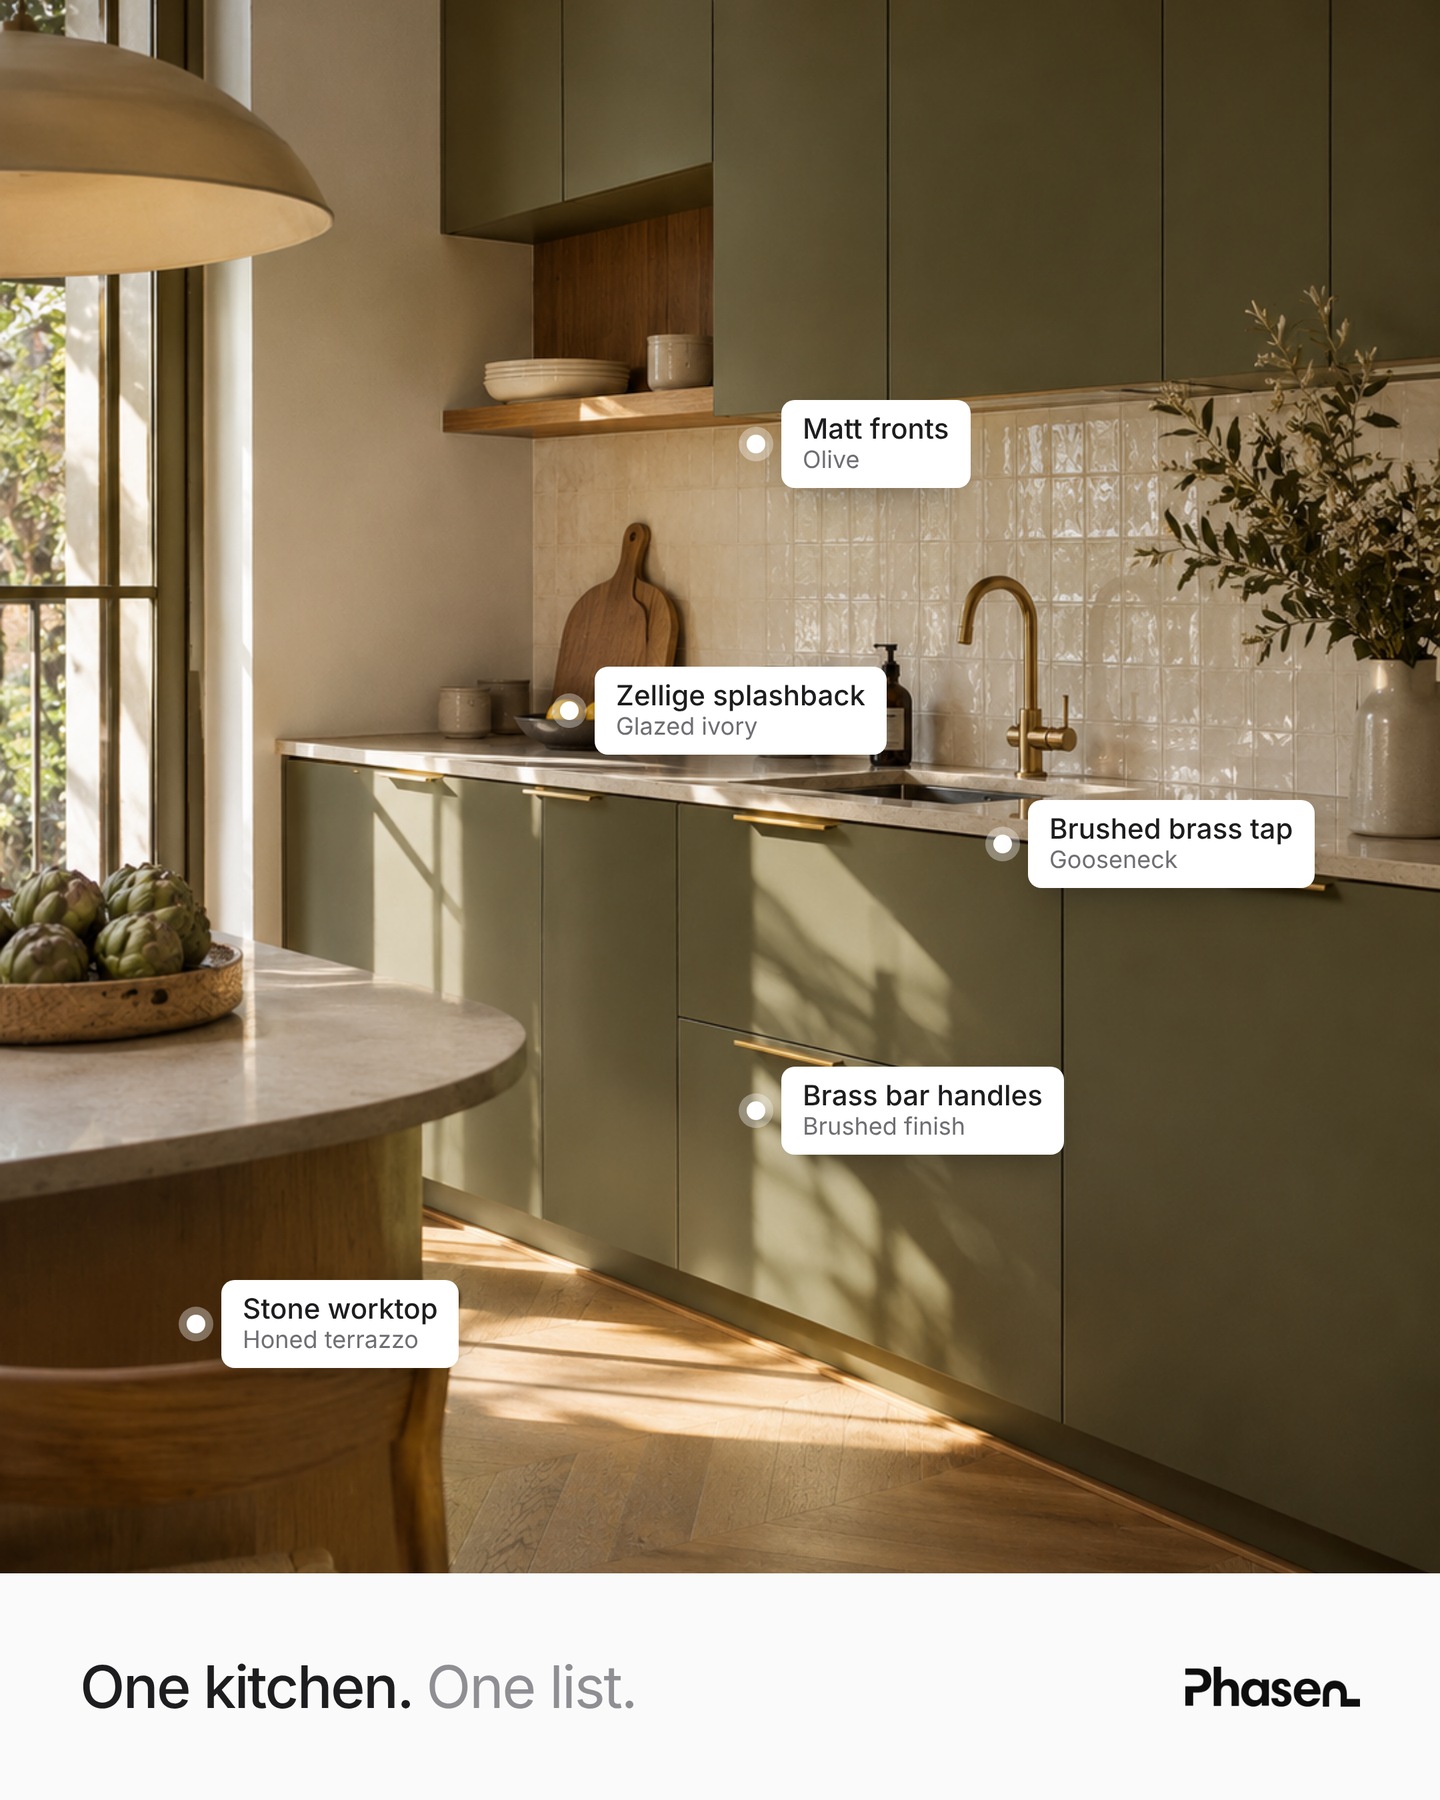 Matt fronts
Olive
Zellige splashback
Glazed ivory
Brushed brass tap
Gooseneck
Brass bar handles
Brushed finish
Stone worktop
Honed terrazzo
One kitchen. One list.
Phasen